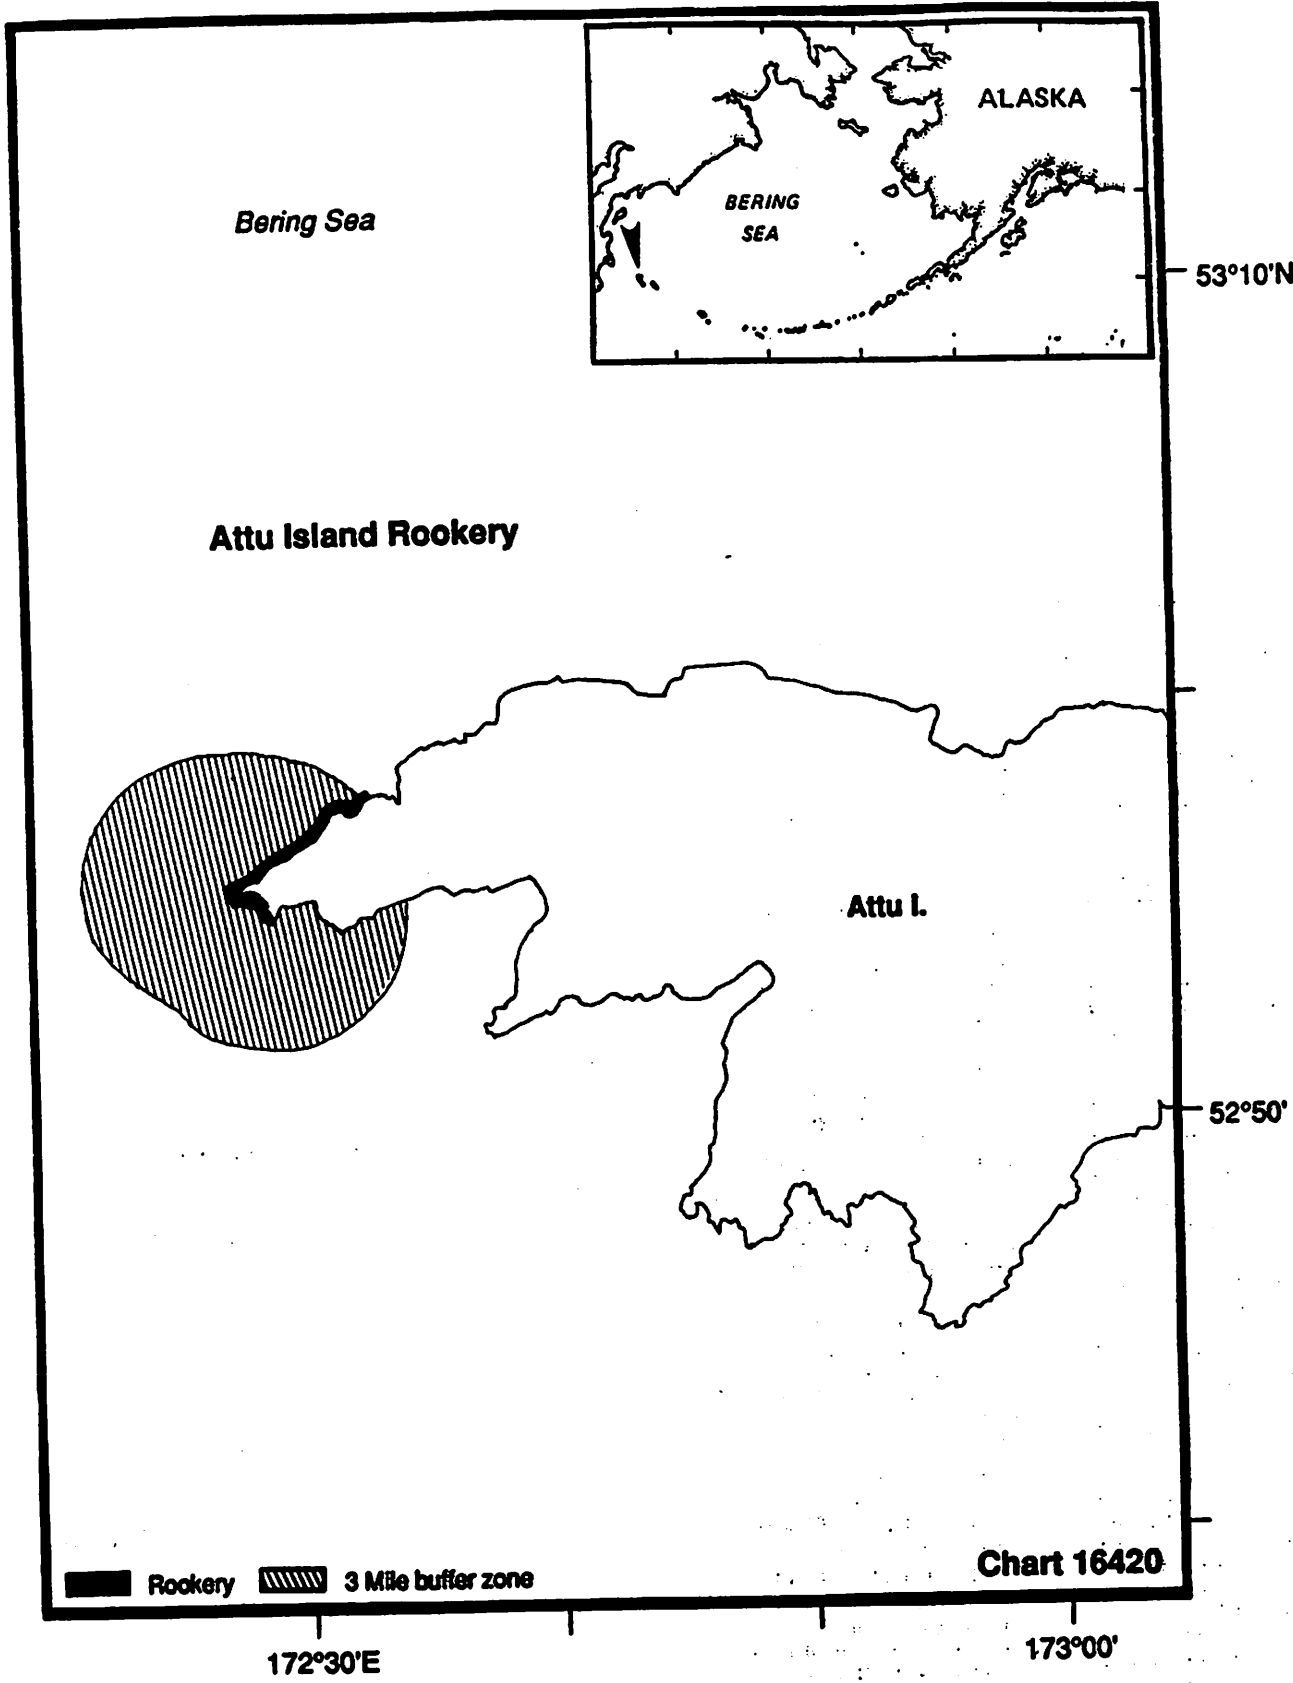 ALASKA
BERING
SEA
Bering Sea
53°10'N
Attu Island Rookery
Attu I.
52°50'
Chart 16420
Rookery
3 Mile buffer zone
172°30'E
173°00'